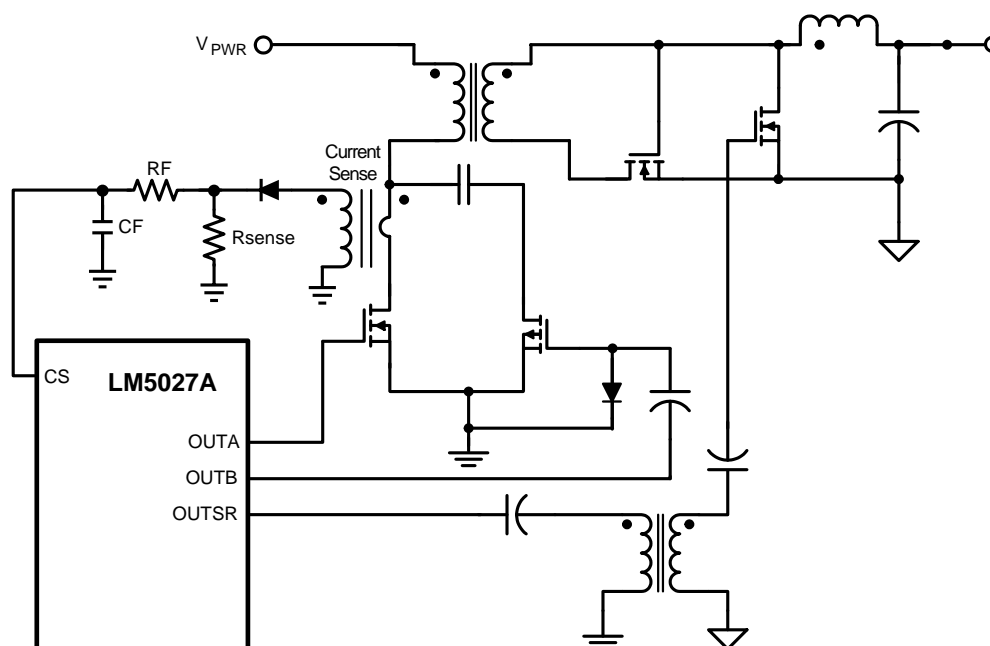 V PWR
Current
Sense
RF
CF
Rsense
CS
LM5027A
OUTA
OUTB
OUTSR